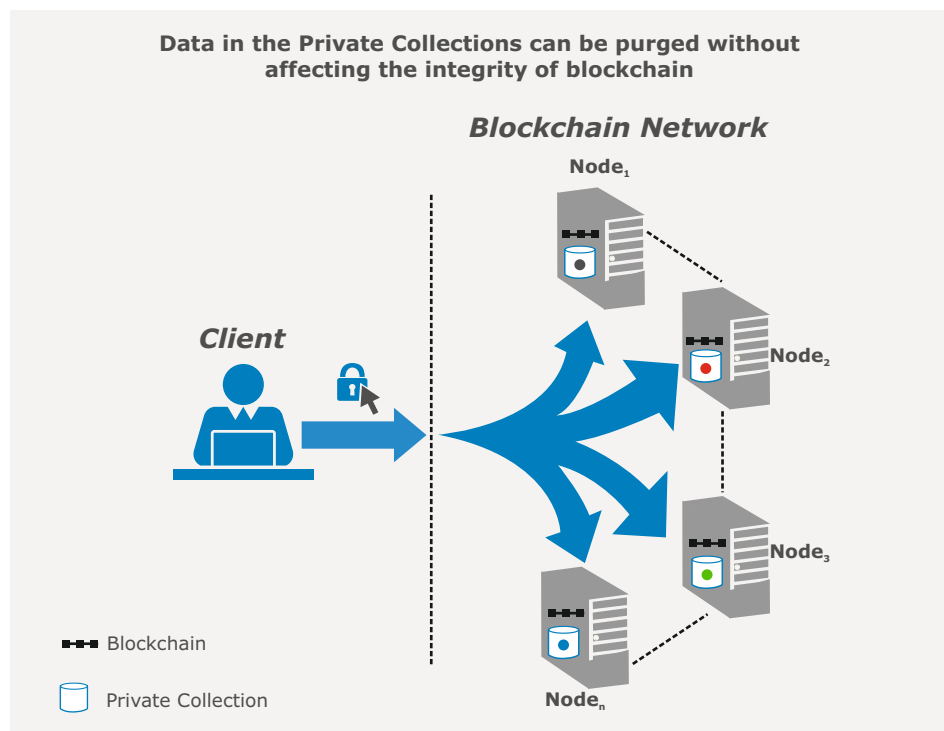 Data in the Private Collections can be purged without
affecting the integrity of blockchain
Blockchain Network
Node₁
Client
Node₂
Node₃
Blockchain
Private Collection
Nodeₙ